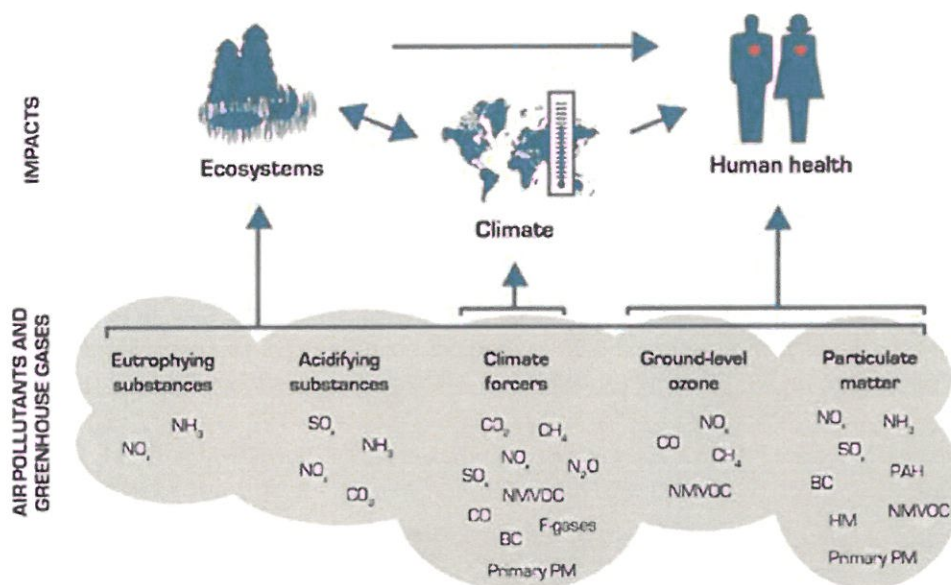 IMPACTS
Ecosystems
Climate
Human health
AIR POLLUTANTS AND
GREENHOUSE GASES
Eutrophying
substances
NH₃
NOₓ
Acidifying
substances
SOₓ
NH₃
NOₓ
CO₂
Climate
forcers
CO₂ CH₄
NOₓ
SOₓ N₂O
NMVOC
CO F-gases
BC
Primary PM
Ground-level
ozone
NOₓ
CO
CH₄
NMVOC
Particulate
matter
NOₓ NH₃
SOₓ
BC PAH
HM NMVOC
Primary PM